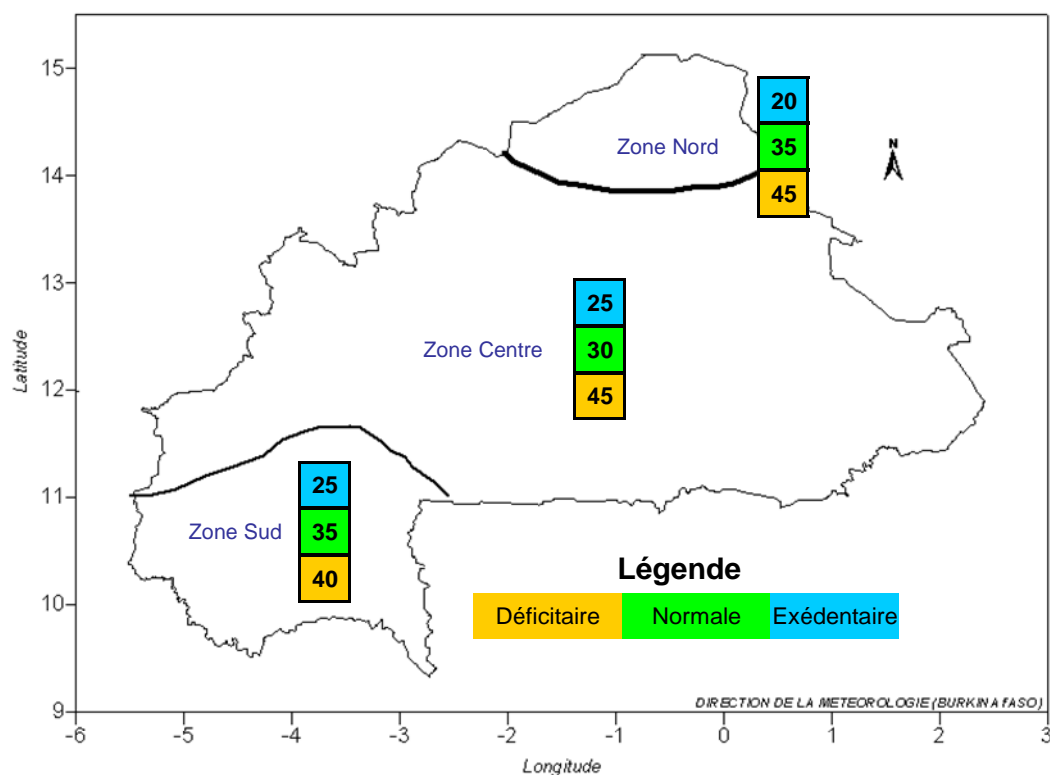 15
14
13
12
11
10
9
Latitude
Zone Nord
20
35
45
N
Zone Centre
25
30
45
Zone Sud
25
35
40
Légende
Déficitaire Normale Exédentaire
DIRECTION DE LA METEOROLOGIE (BURKINA fASO)
-6 -5 -4 -3 -2 -1 0 1 2 3
Longitude